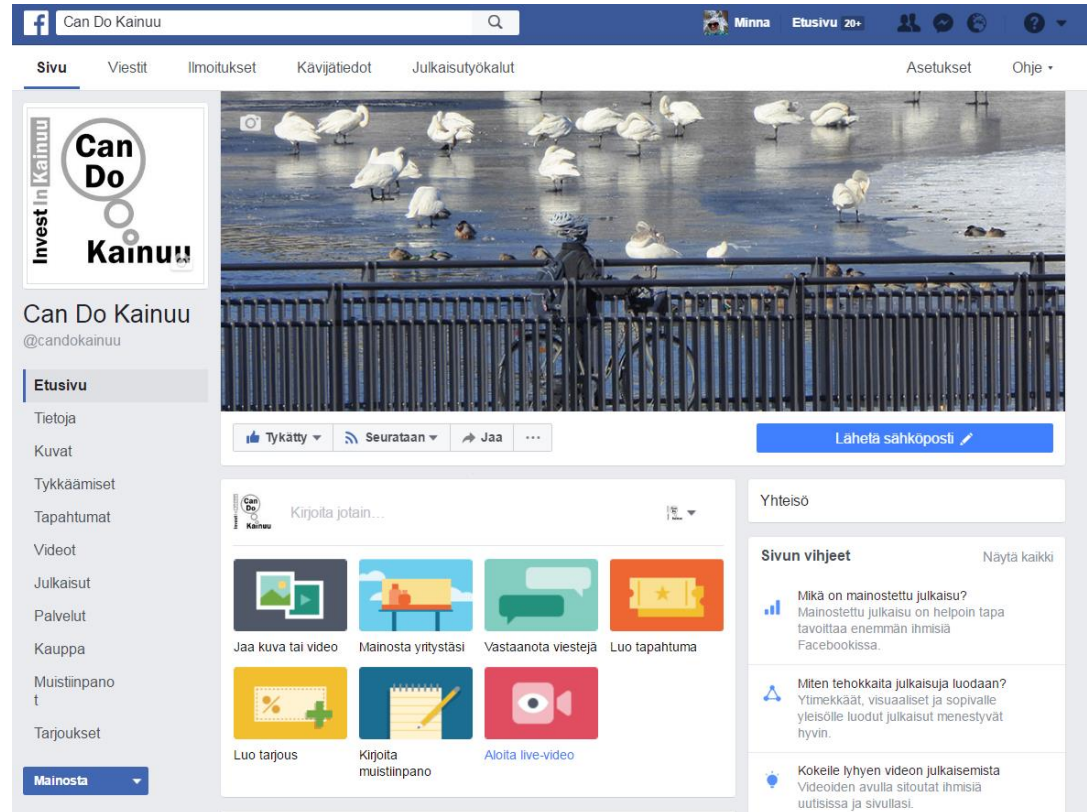 Can Do Kainuu
Minna
Etusivu 20+
Sivu Viestit Ilmoitukset Kävijätiedot Julkaisutyökalut Asetukset Ohje
Invest In Kainuu
Can
Do
Kainuu
Can Do Kainuu
@candokainuu
Etusivu
Tietoja
Kuvat
Tykkäämiset
Tapahtumat
Videot
Julkaisut
Palvelut
Kauppa
Muistiinpano
t
Tarjoukset
Mainosta
Tykätty Seurataan Jaa ...
Lähetä sähköposti
Can
Do
Kainuu
Kirjoita jotain...
Jaa kuva tai video Mainosta yritystäsi Vastaanota viestejä Luo tapahtuma
Luo tarjous Kirjoita
muistiinpano
Aloita live-video
Yhteisö
Sivun vihjeet Näytä kaikki
Mikä on mainostettu julkaisu?
Mainostettu julkaisu on helpoin tapa
tavoittaa enemmän ihmisiä
Facebookissa.
Miten tehokkaita julkaisuja luodaan?
Ytimekkäät, visuaaliset ja sopivalle
yleisölle luodut julkaisut menestyvät
hyvin.
Kokeile lyhyen videon julkaisemista
Videoiden avulla sitoutat ihmisiä
uutisissa ja sivullasi.